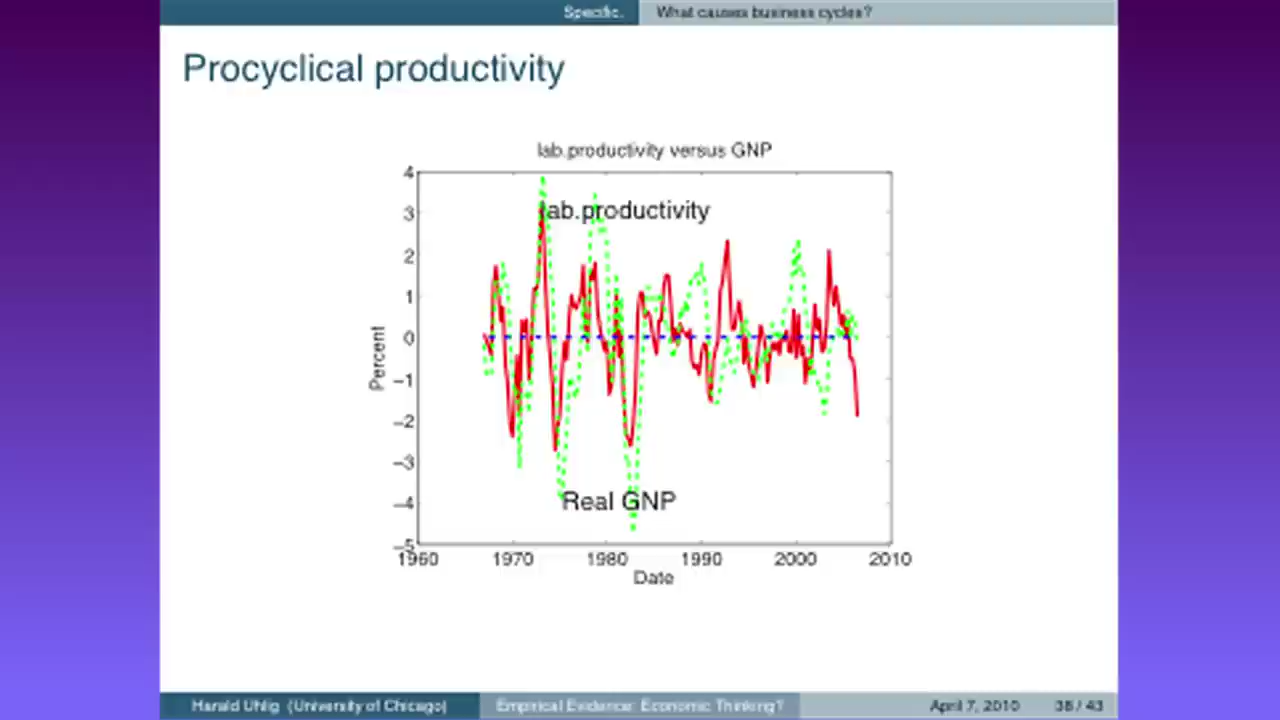 Specific. What causes business cycles?
Procyclical productivity
lab.productivity versus GNP
4
lab.productivity
3
2
1
0
Percent
−1
−2
−3
Real GNP
−4
−5
1960 1970 1980 1990 2000 2010
Date
Harald Uhlig (University of Chicago) Empirical Evidence: Economic Thinking? April 7, 2010 38 / 43